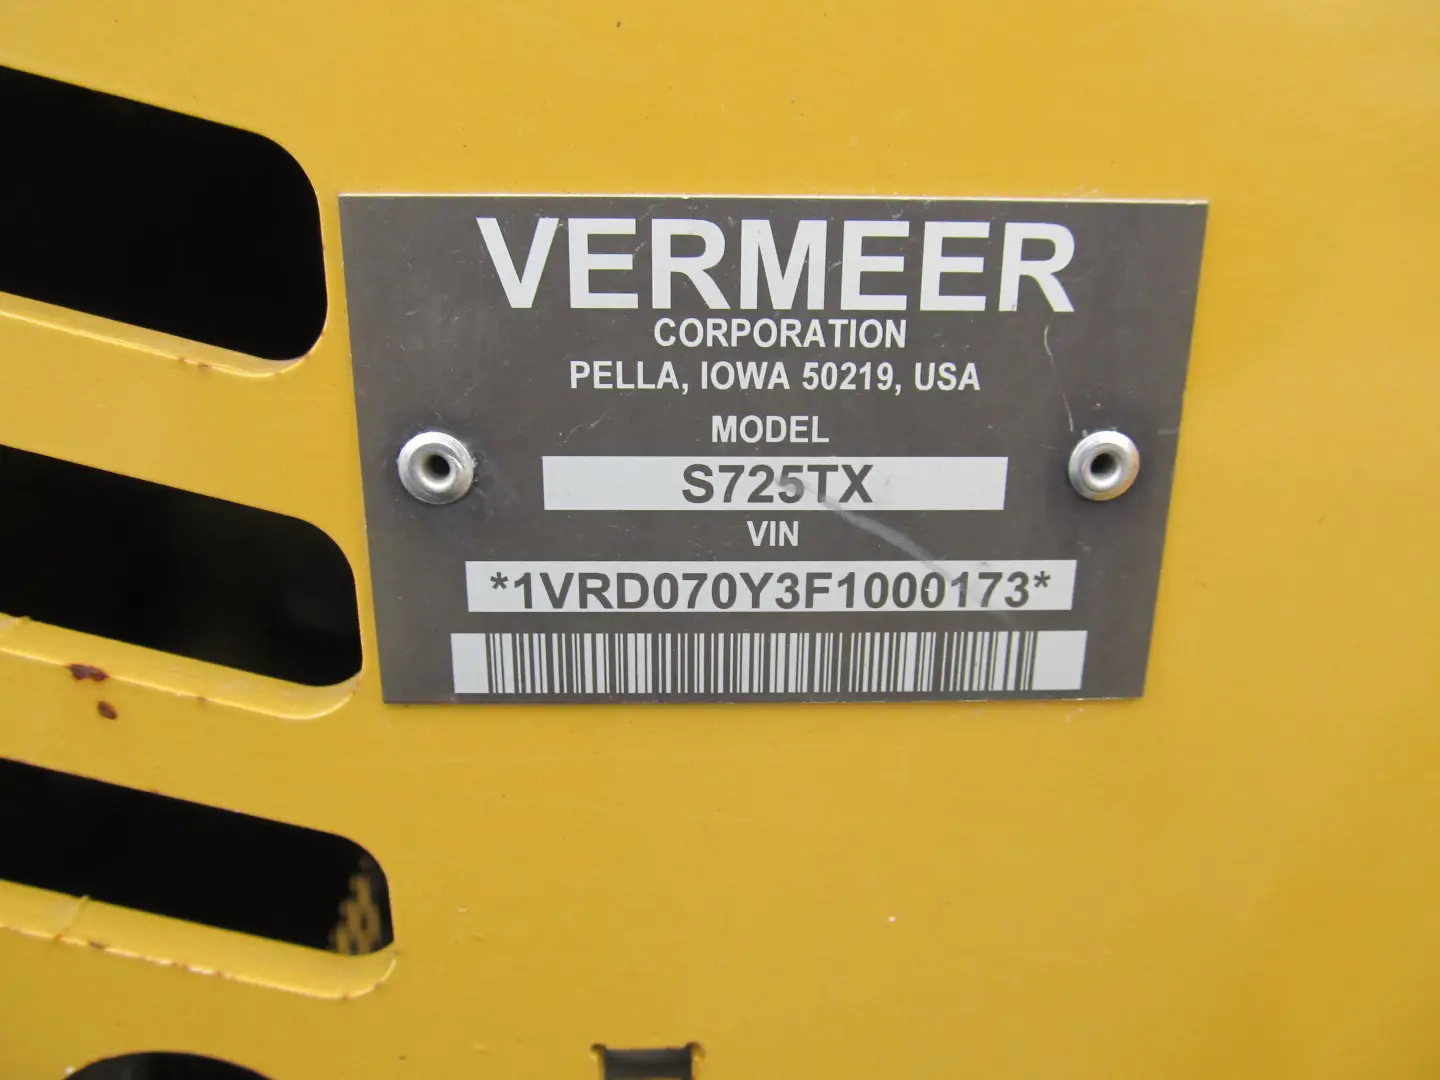 VERMEER
CORPORATION
PELLA, IOWA 50219, USA
MODEL
S725TX
VIN
*1VRD070Y3F1000173*